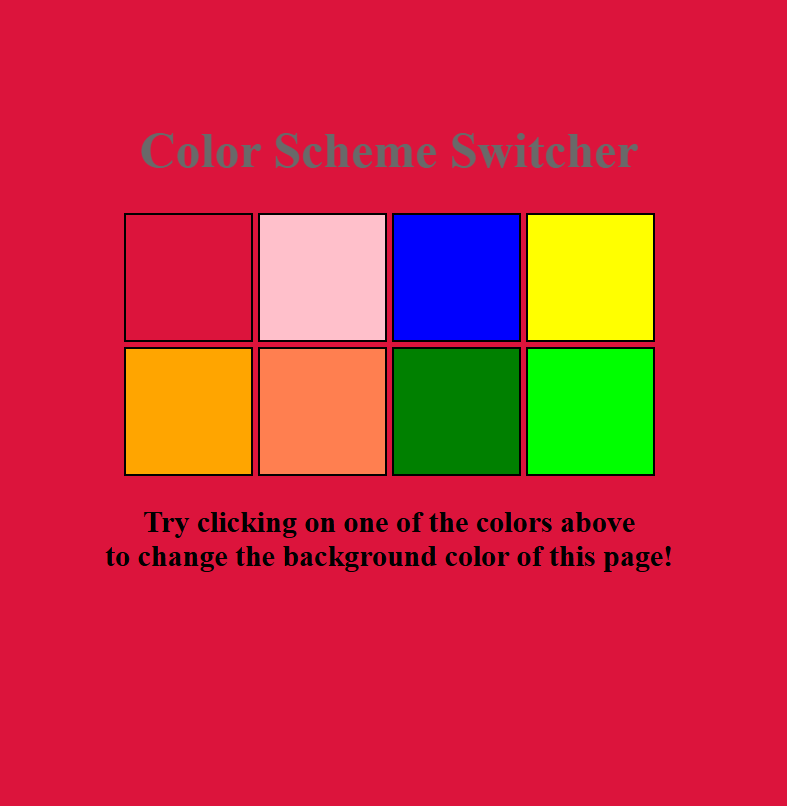 Color Scheme Switcher
Try clicking on one of the colors above
to change the background color of this page!